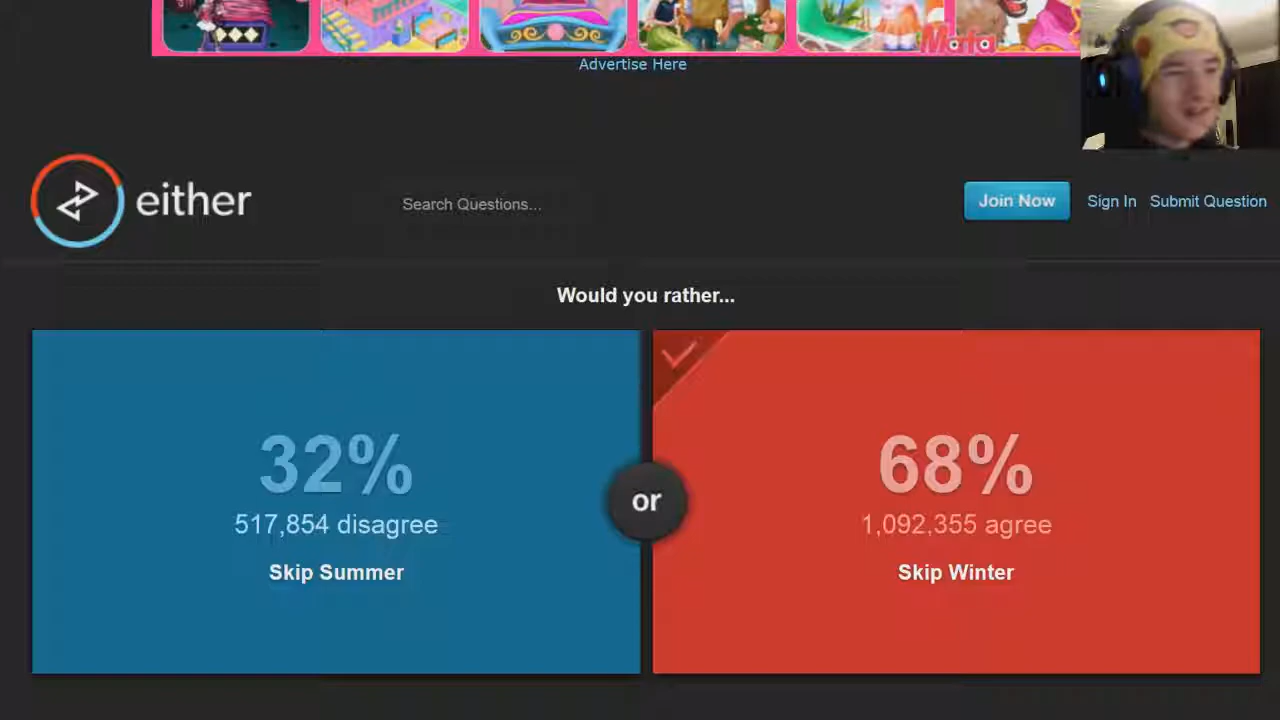 Mafa
Advertise Here
either
Search Questions...
Join Now
Sign In
Submit Question
Would you rather...
32%
517,854 disagree
Skip Summer
or
68%
1,092,355 agree
Skip Winter